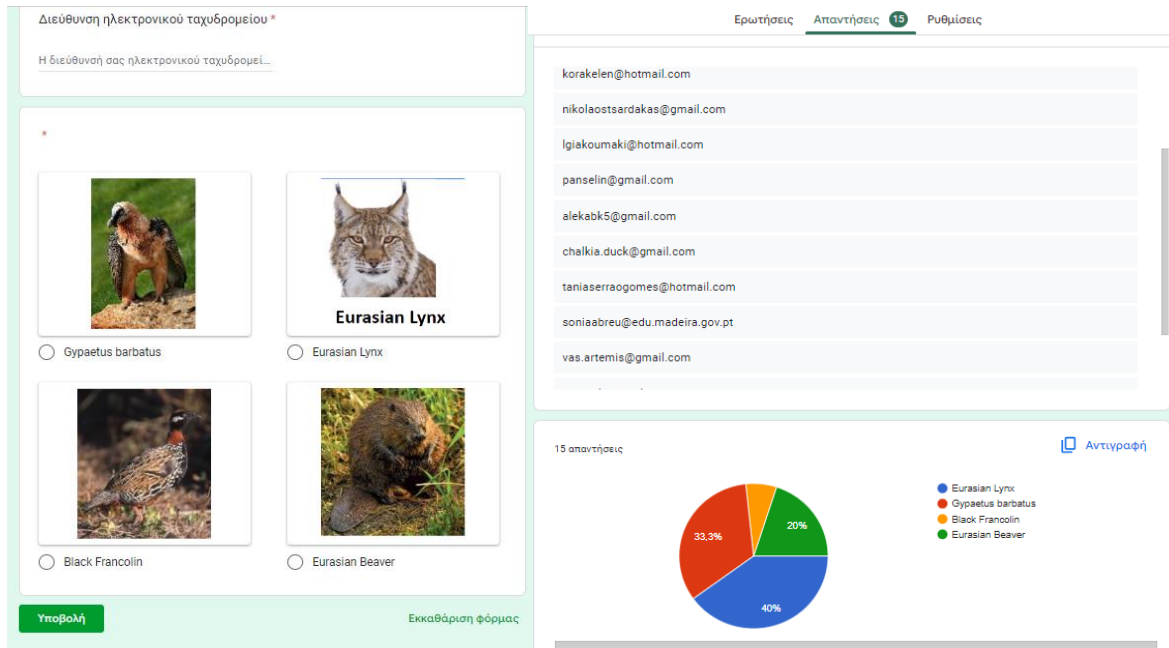 Διεύθυνση ηλεκτρονικού ταχυδρομείου *
Η διεύθυνσή σας ηλεκτρονικού ταχυδρομεί...
*
Eurasian Lynx
Gypaetus barbatus
Eurasian Lynx
Black Francolin
Eurasian Beaver
Υποβολή
Εκκαθάριση φόρμας
Ερωτήσεις
Απαντήσεις 15
Ρυθμίσεις
korakelen@hotmail.com
nikolaostsardakas@gmail.com
lgiakoumaki@hotmail.com
panselin@gmail.com
alekabk5@gmail.com
chalkia.duck@gmail.com
taniaserraogomes@hotmail.com
soniaabreu@edu.madeira.gov.pt
vas.artemis@gmail.com
15 απαντήσεις
Αντιγραφή
33,3%
20%
40%
Eurasian Lynx
Gypaetus barbatus
Black Francolin
Eurasian Beaver